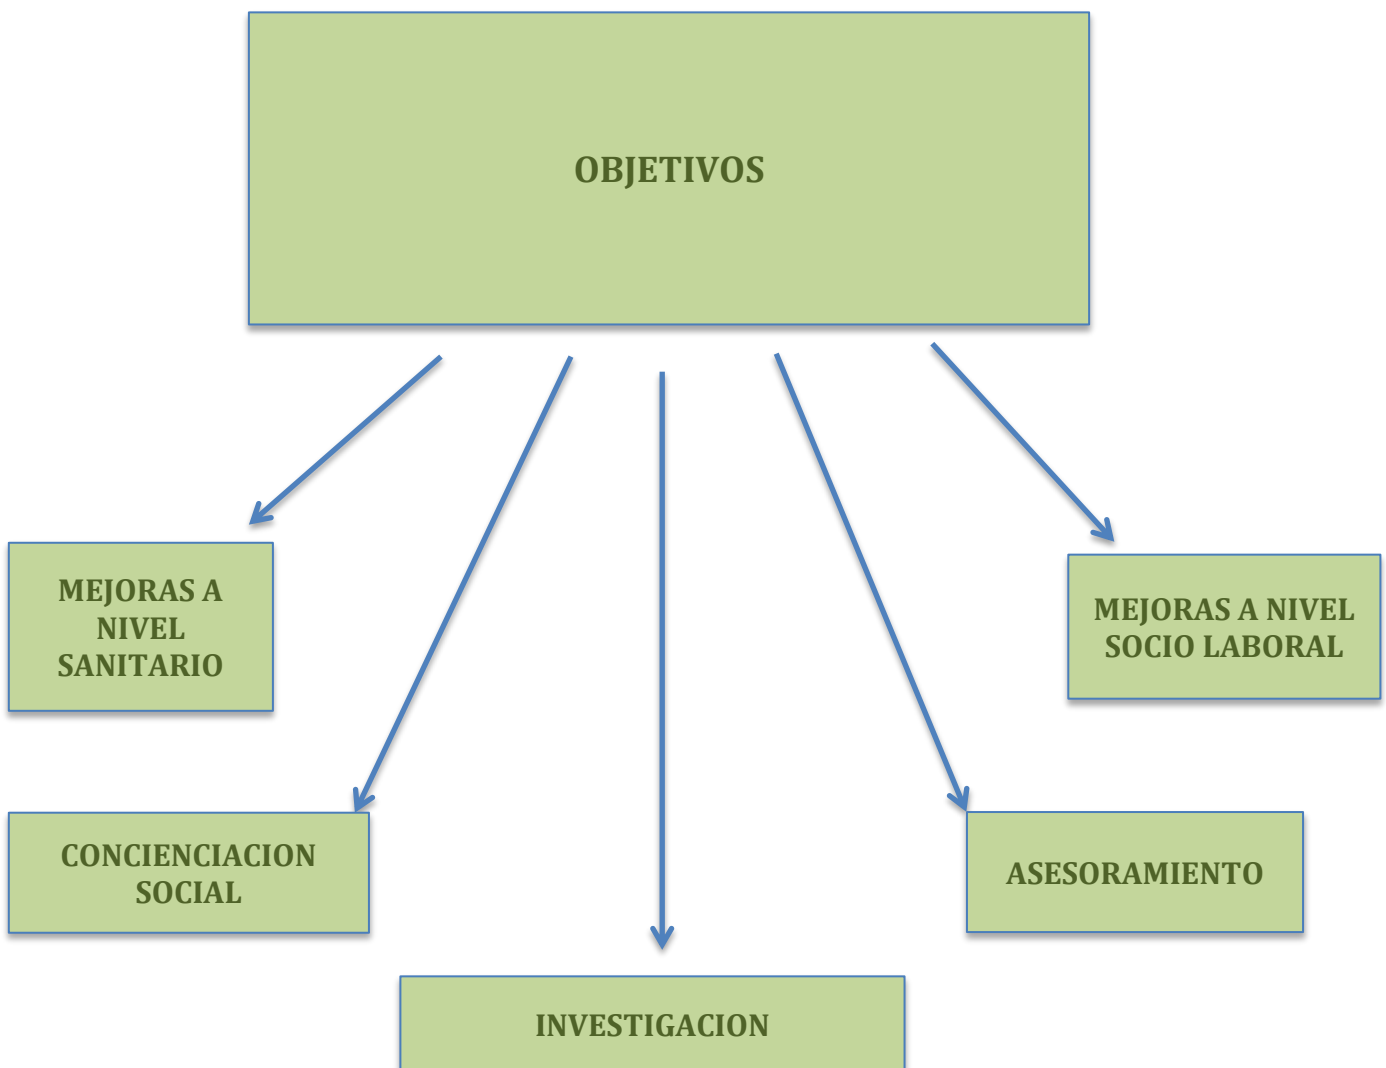 OBJETIVOS
MEJORAS A
NIVEL
SANITARIO
MEJORAS A NIVEL
SOCIO LABORAL
CONCIENCIACION
SOCIAL
ASESORAMIENTO
INVESTIGACION